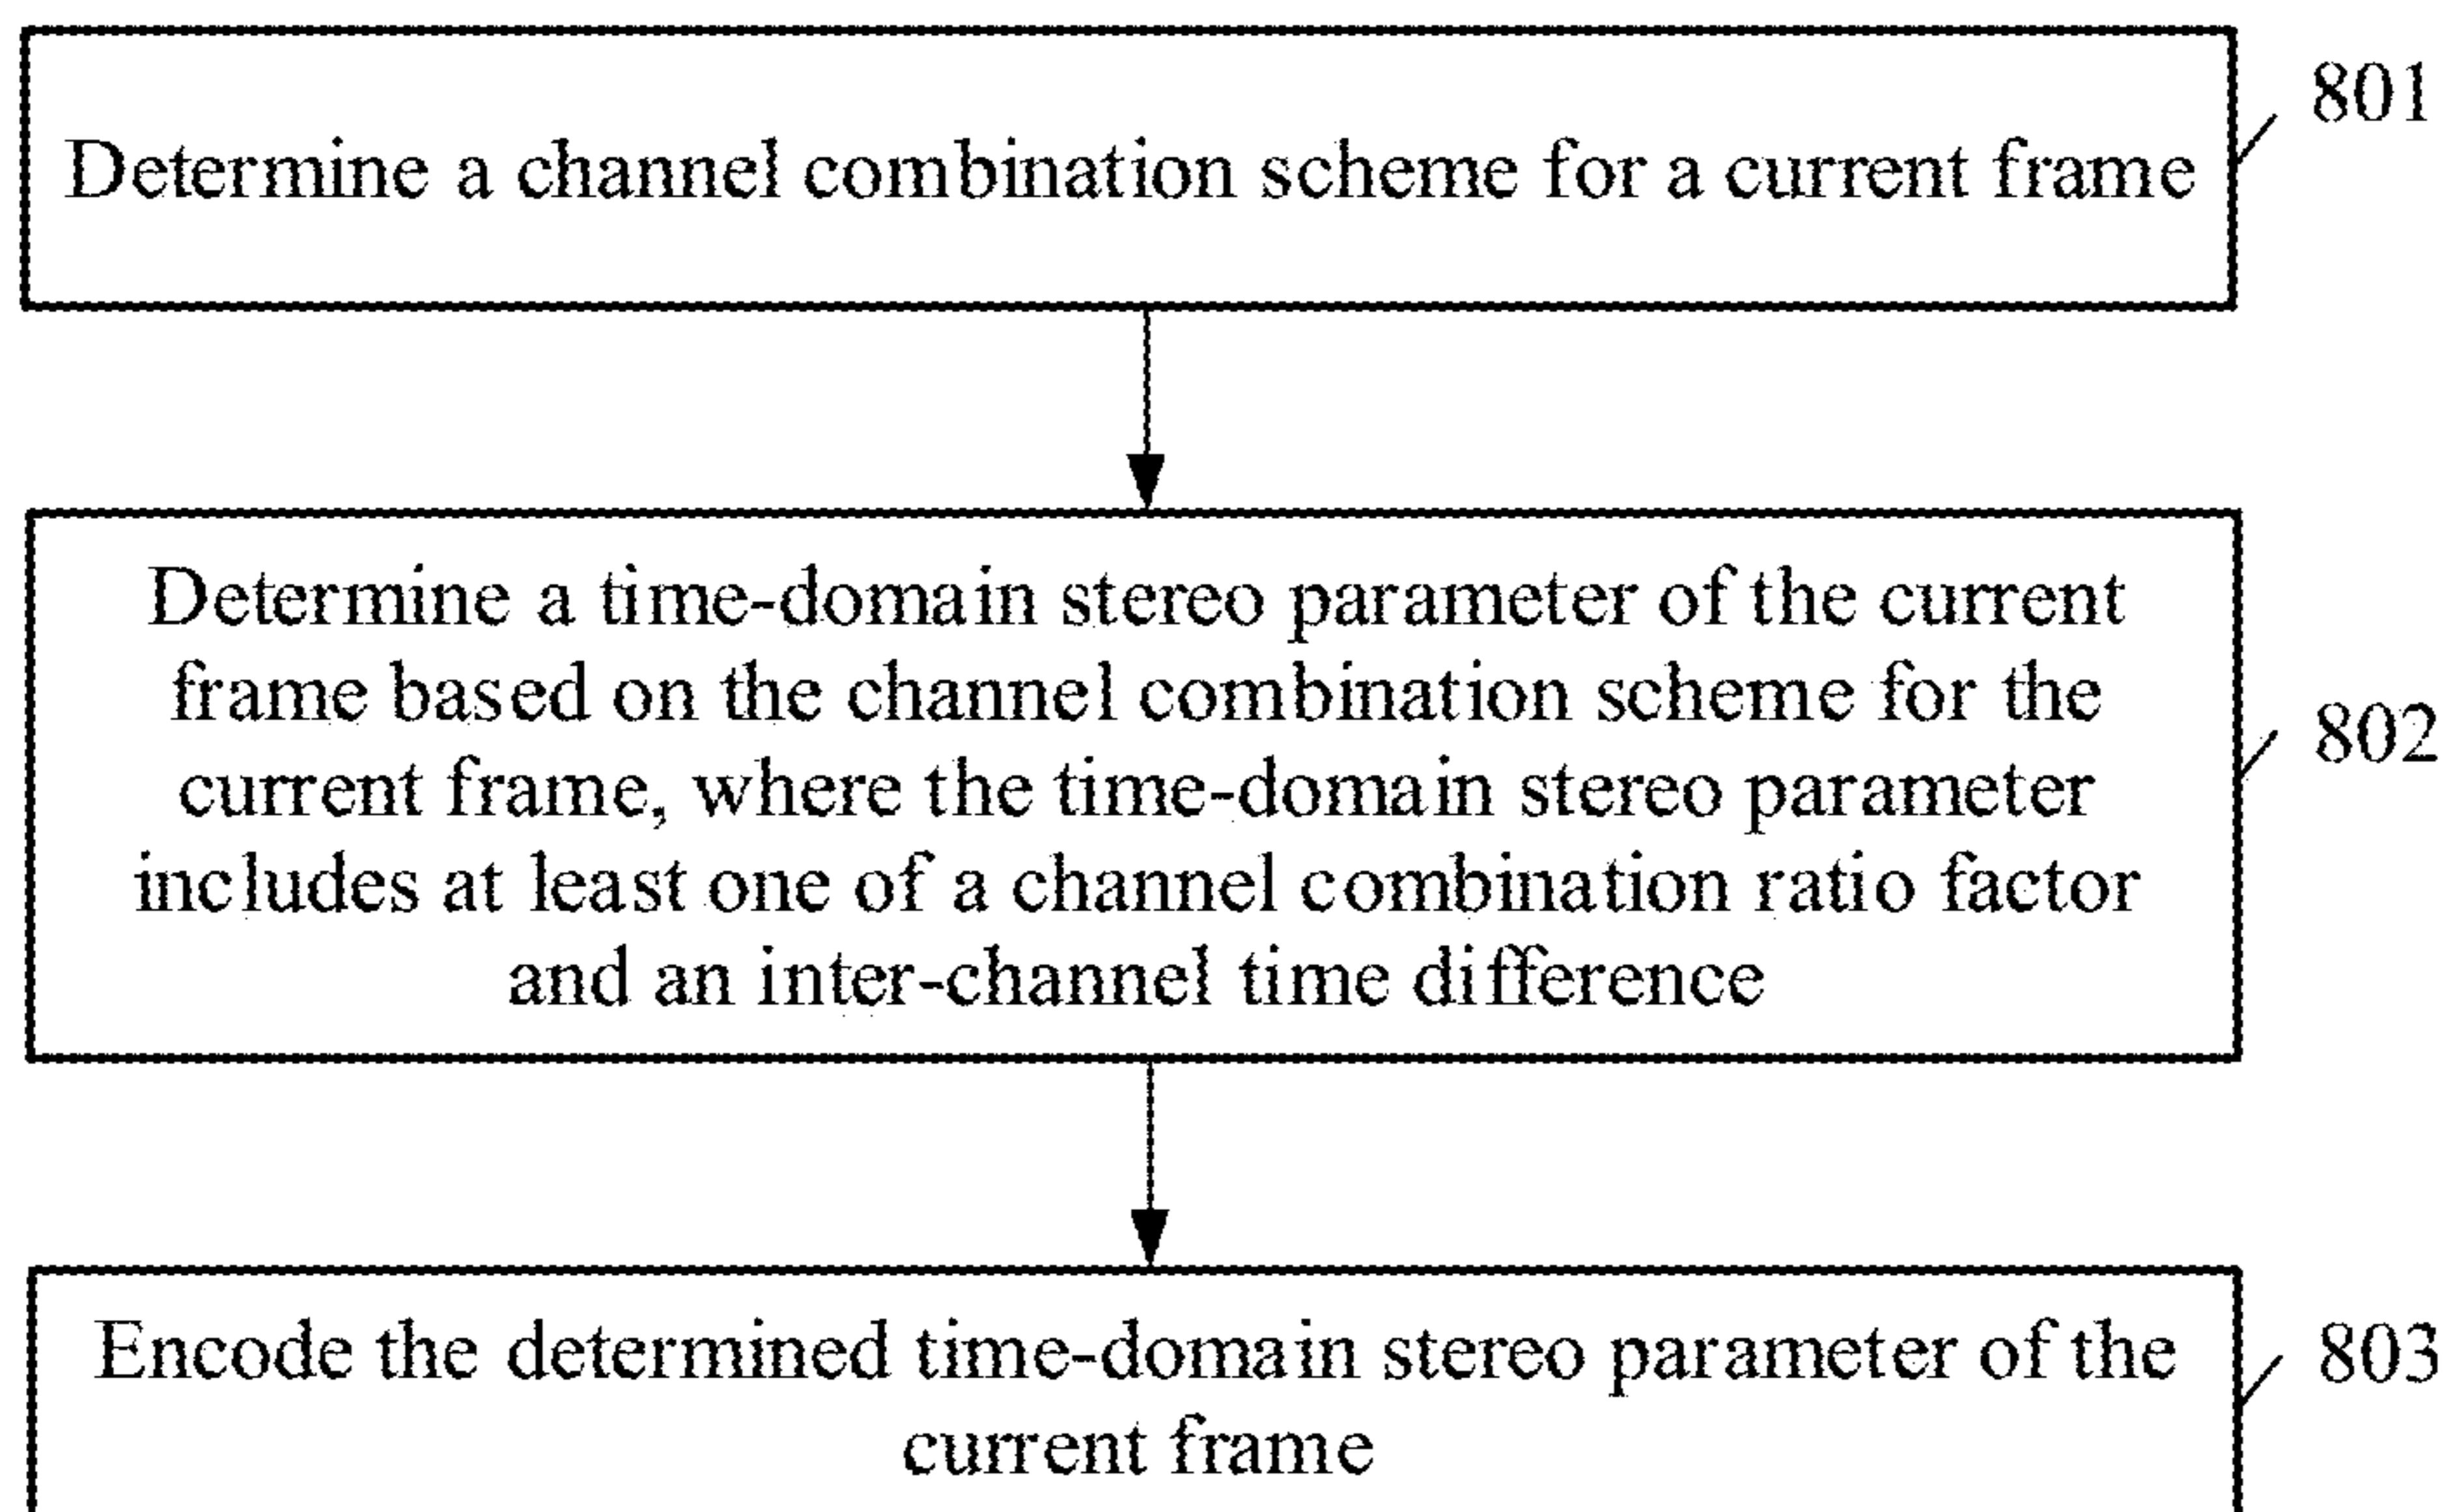 801
Determine a channel combination scheme for a current frame
Determine a time-domain stereo parameter of the current
frame based on the channel combination scheme for the
802
current frame, where the time-domain stereo parameter
includes at least one of a channel combination ratio factor
and an inter-channel time difference
Encode the determined time-domain stereo parameter of the
803
current frame